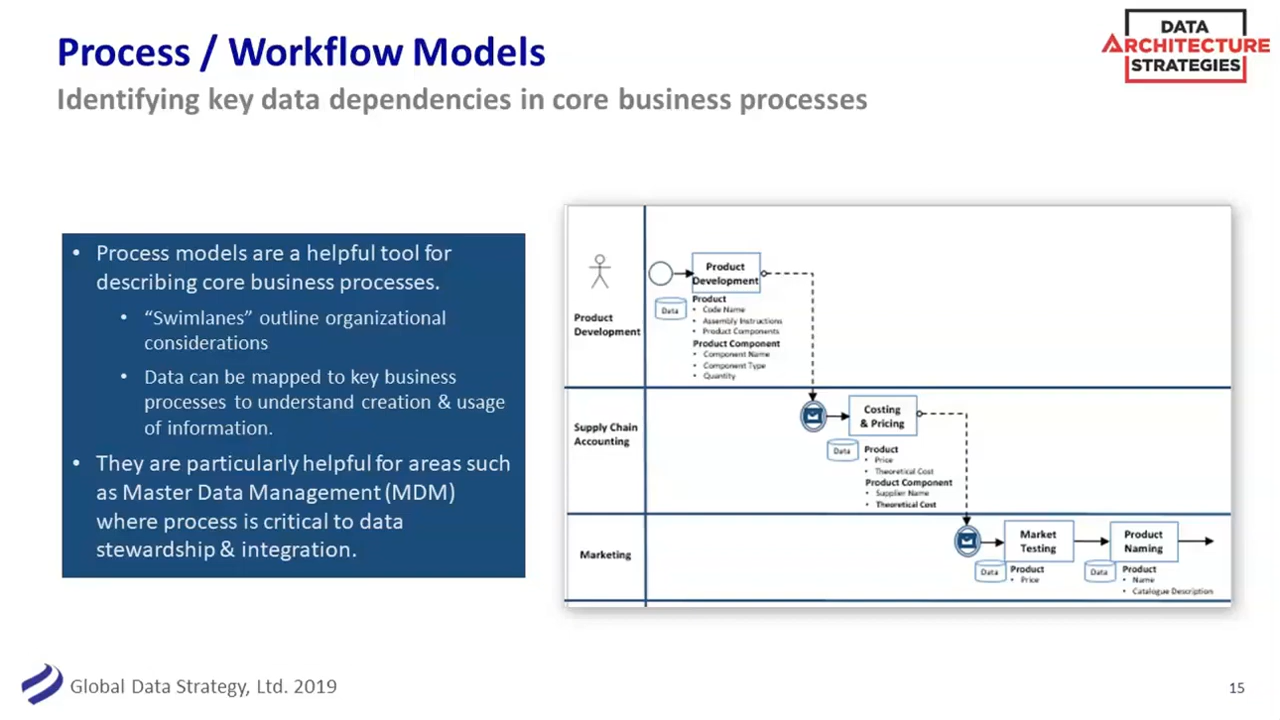 Process / Workflow Models
Identifying key data dependencies in core business processes
DATA
ARCHITECTURE
STRATEGIES
• Process models are a helpful tool for
describing core business processes.
• “Swimlanes” outline organizational
considerations
• Data can be mapped to key business
processes to understand creation & usage
of information.
• They are particularly helpful for areas such
as Master Data Management (MDM)
where process is critical to data
stewardship & integration.
Product
Development
Product
Development
Data
Product
• Code Name
• Assembly Instructions
• Product Components
Product Component
• Component Name
• Component Type
• Quantity
Supply Chain
Accounting
Costing
& Pricing
Data
Product
• Price
• Theoretical Cost
Product Component
• Supplier Name
• Theoretical Cost
Marketing
Market
Testing
Data
Product
• Price
Product
Naming
Data
Product
• Name
• Catalogue Description
Global Data Strategy, Ltd. 2019
15